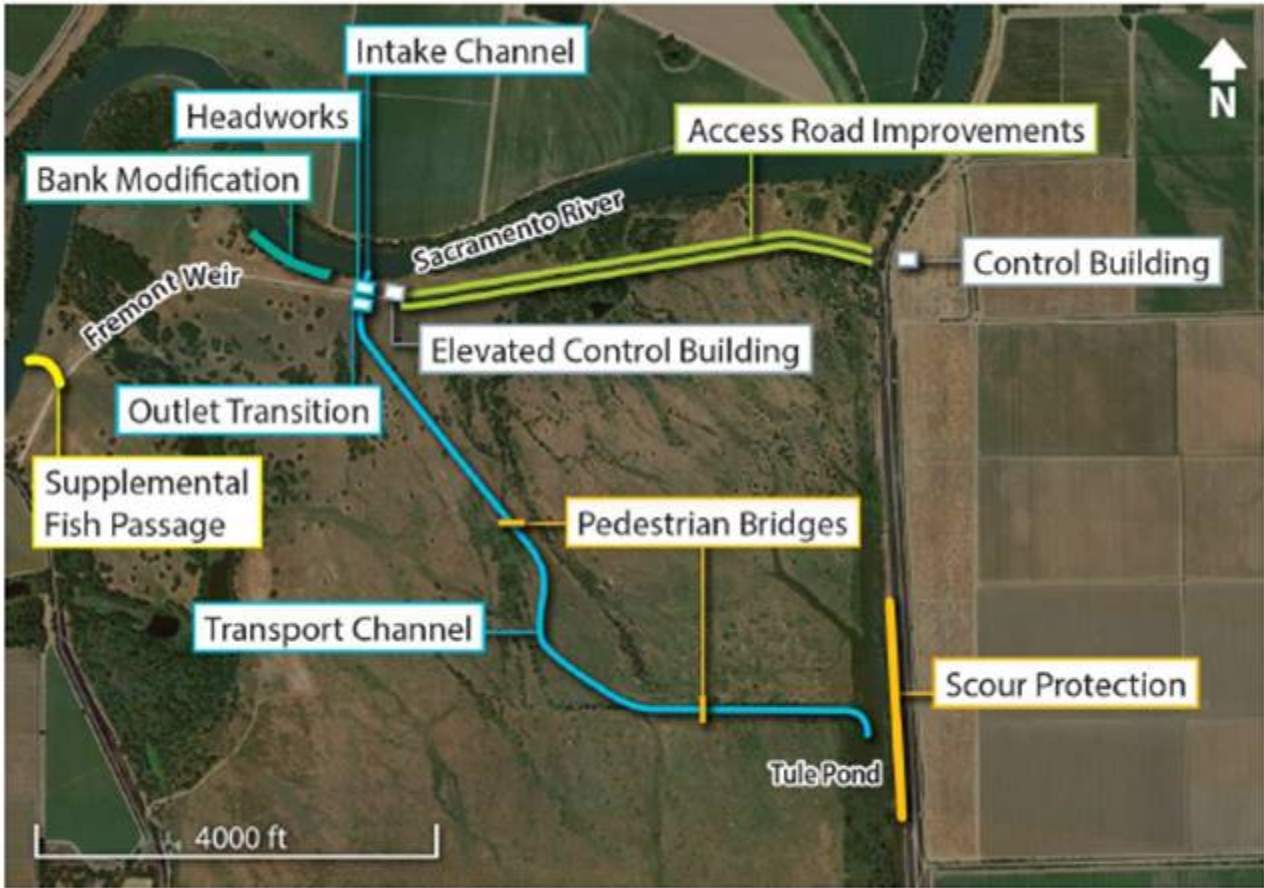 Intake Channel
Headworks
Access Road Improvements
N
Bank Modification
Sacramento River
Control Building
Fremont Weir
Elevated Control Building
Outlet Transition
Supplemental
Fish Passage
Pedestrian Bridges
Transport Channel
Scour Protection
Tule Pond
4000 ft